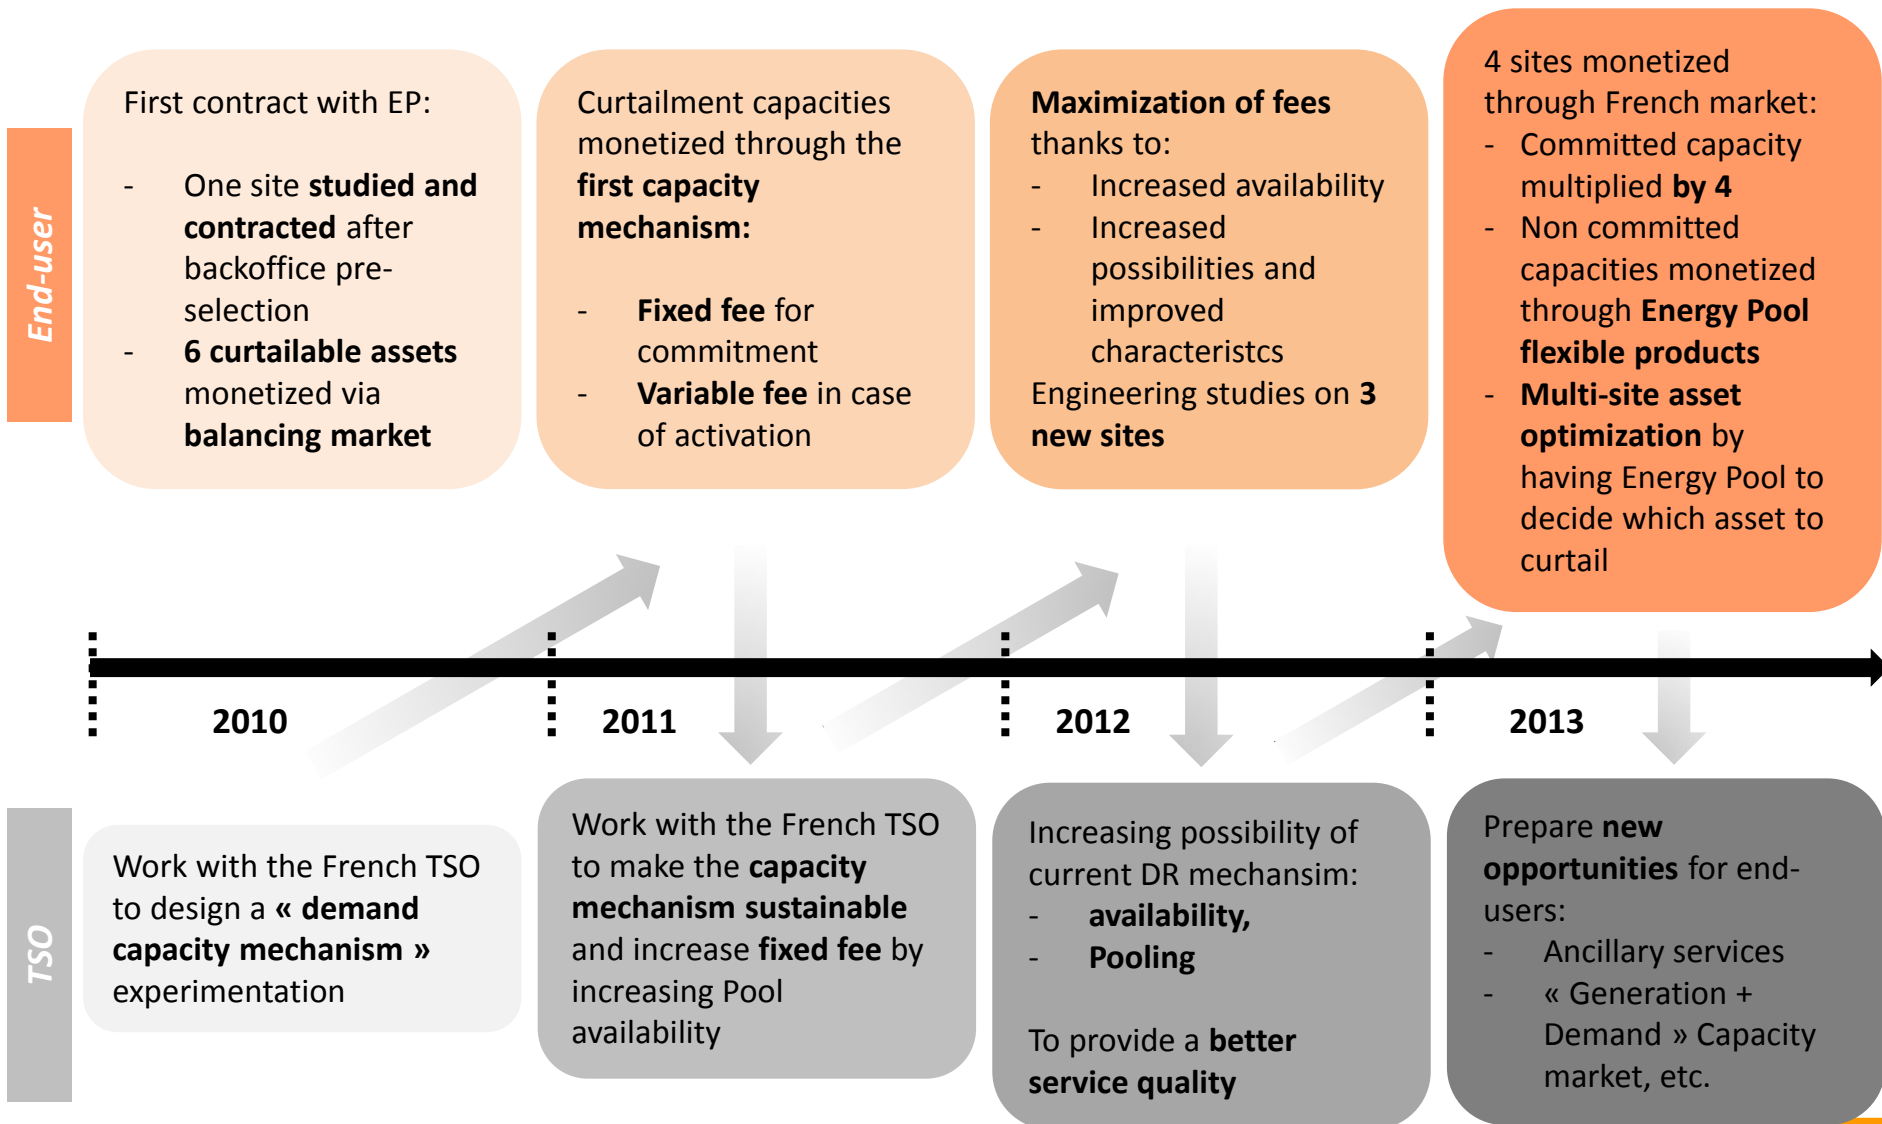 End-user
First contract with EP:
- One site studied and
contracted after
backoffice pre-
selection
- 6 curtailable assets
monetized via
balancing market
Curtailment capacities
monetized through the
first capacity
mechanism:
- Fixed fee for
commitment
- Variable fee in case
of activation
Maximization of fees
thanks to:
- Increased availability
- Increased
possibilities and
improved
characteristcs
Engineering studies on 3
new sites
4 sites monetized
through French market:
- Committed capacity
multiplied by 4
- Non committed
capacities monetized
through Energy Pool
flexible products
- Multi-site asset
optimization by
having Energy Pool to
decide which asset to
curtail
2010
2011
2012
2013
TSO
Work with the French TSO
to design a « demand
capacity mechanism »
experimentation
Work with the French TSO
to make the capacity
mechanism sustainable
and increase fixed fee by
increasing Pool
availability
Increasing possibility of
current DR mechansim:
- availability,
- Pooling
To provide a better
service quality
Prepare new
opportunities for end-
users:
- Ancillary services
- « Generation +
Demand » Capacity
market, etc.